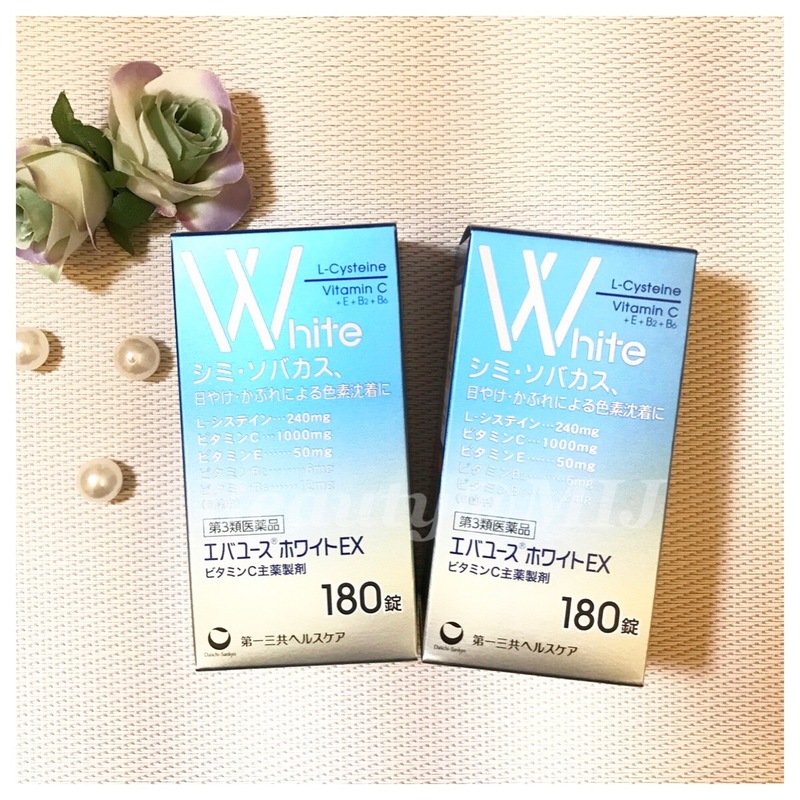 White
L-Cysteine
Vitamin C
+E+B2+B6
シミ・ソバカス、
日やけ・かぶれによる色素沈着に
L-システイン…240mg
ビタミンC…1000mg
ビタミンE……50mg
第3類医薬品
エバユース®ホワイトEX
ビタミンC主薬製剤
180錠
Daiichi-Sankyo
第一三共ヘルスケア
White
L-Cysteine
Vitamin C
+E+B2+B6
シミ・ソバカス、
日やけ・かぶれによる色素沈着に
L-システイン…240mg
ビタミンC…1000mg
ビタミンE……50mg
第3類医薬品
エバユース®ホワイトEX
ビタミンC主薬製剤
180錠
Daiichi-Sankyo
第一三共ヘルスケア